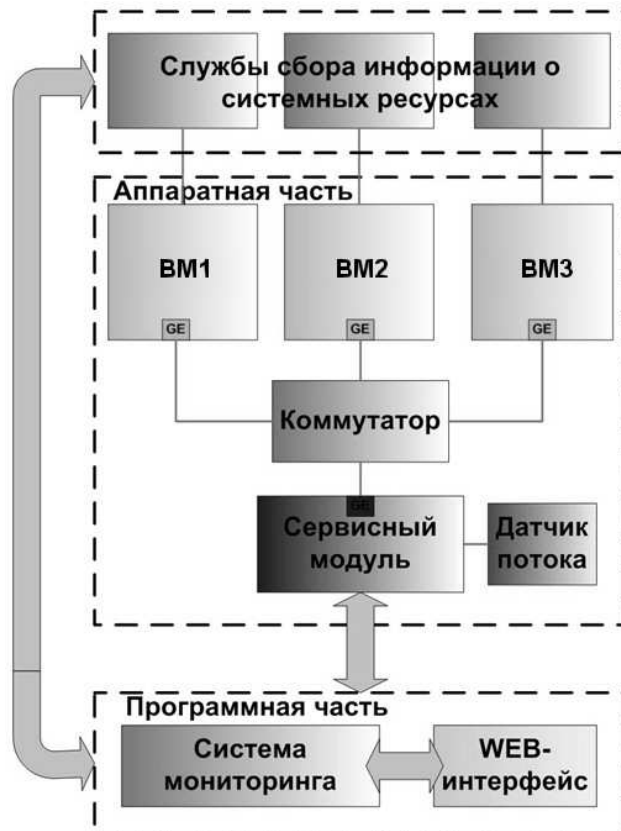 Службы сбора информации о
системных ресурсах
Аппаратная часть
ВМ1
ВМ2
ВМ3
GE
GE
GE
Коммутатор
GE
Сервисный
модуль
Датчик
потока
Программная часть
Система
мониторинга
WEB-
интерфейс